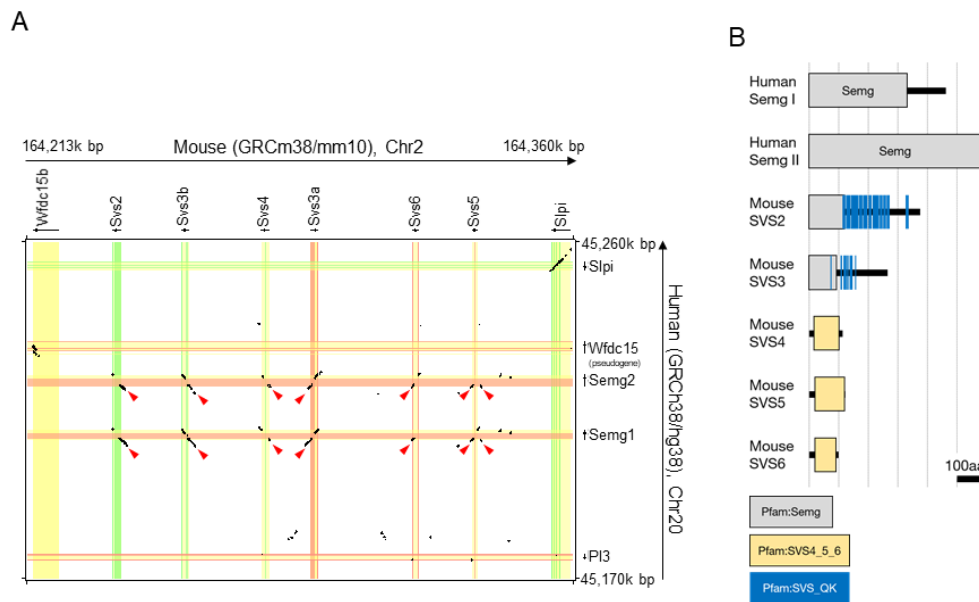 A
164,213k bp
Mouse (GRCm38/mm10), Chr2
164,360k bp
Wfdc15b
Svs2
Svs3b
Svs4
Svs3a
Svs6
Svs5
Slpi
45,260k bp
Slpi
Wfdc15
(pseudogene)
Semg2
Semg1
PI3
45,170k bp
Human (GRCh38/hg38), Chr20
B
Human
Semg I
Semg
Human
Semg II
Semg
Mouse
SVS2
Mouse
SVS3
Mouse
SVS4
Mouse
SVS5
Mouse
SVS6
100aa
Pfam:Semg
Pfam:SVS4_5_6
Pfam:SVS_QK